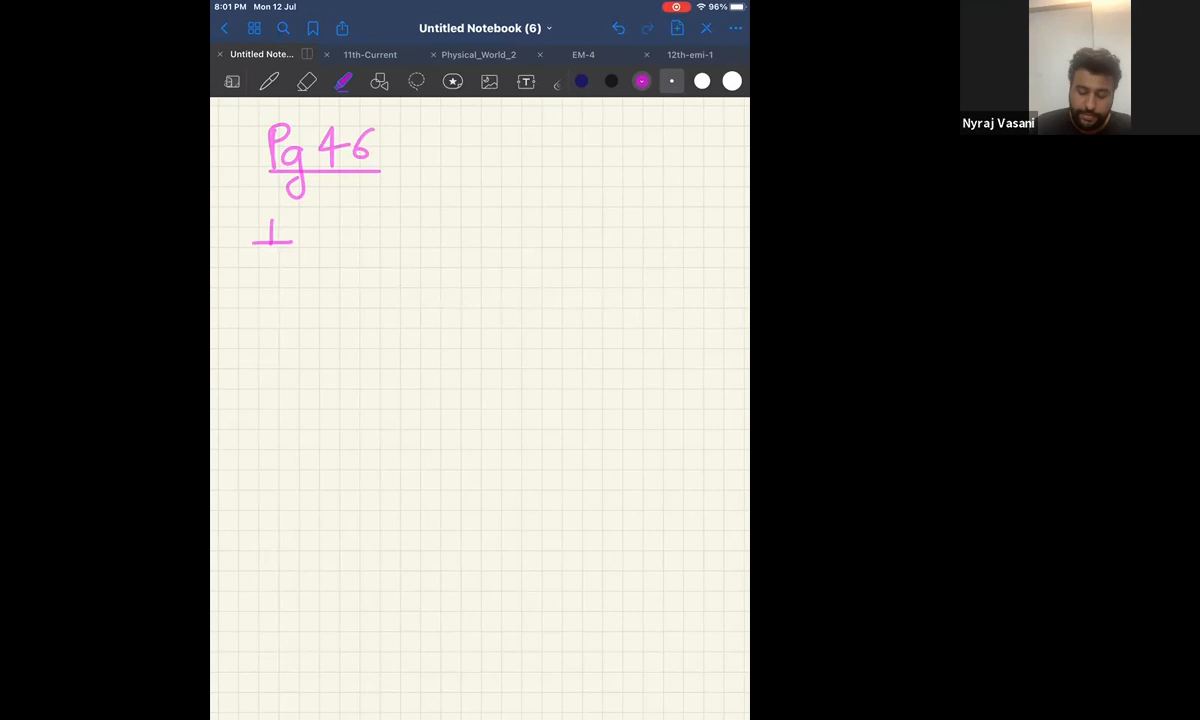 8:01 PM Mon 12 Jul 96%
Untitled Notebook (6)
Untitled Note... 11th-Current Physical_World_2 EM-4 12th-emi-1
Nyraj Vasani
Pg 46
1